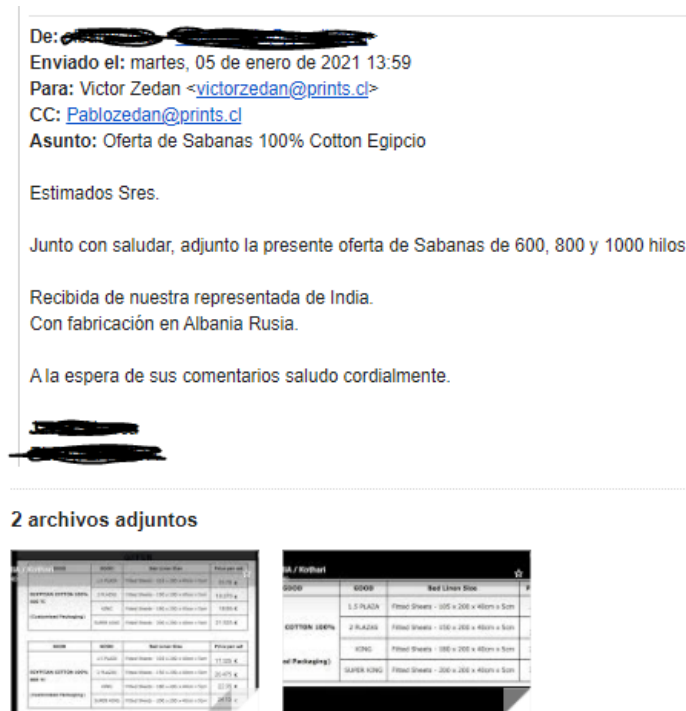 De:
Enviado el: martes, 05 de enero de 2021 13:59
Para: Victor Zedan <victorzedan@prints.cl>
CC: Pablozedan@prints.cl
Asunto: Oferta de Sabanas 100% Cotton Egipcio
Estimados Sres.
Junto con saludar, adjunto la presente oferta de Sabanas de 600, 800 y 1000 hilos
Recibida de nuestra representada de India.
Con fabricación en Albania Rusia.
A la espera de sus comentarios saludo cordialmente.
2 archivos adjuntos
BA / Kothari
GOOD Bed Linen Size
1.5 PLAZA Fitted Sheets - 105 x 200 x 40cm x 5cm
COTTON 100% 2 PLAZAS Fitted Sheets - 150 x 200 x 40cm x 5cm
KING Fitted Sheets - 180 x 200 x 40cm x 5cm
ed Packaging)
SUPER KING Fitted Sheets - 200 x 200 x 40cm x 5cm